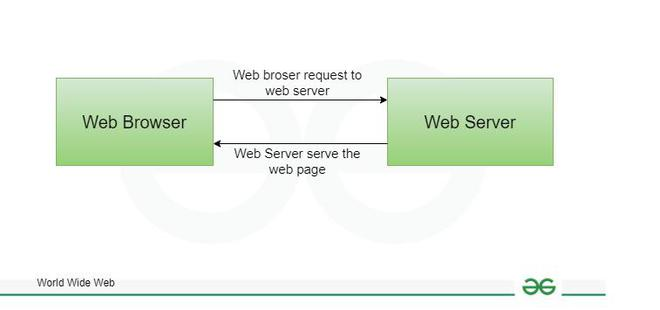 Web broser request to
web server
Web Browser
Web Server
Web Server serve the
web page
World Wide Web